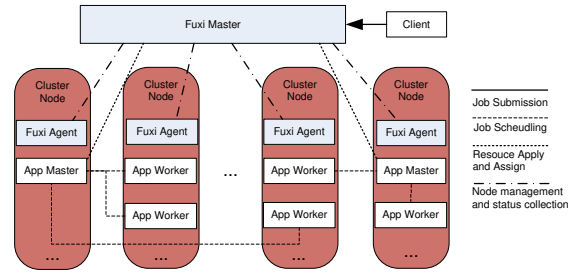 Fuxi Master
Client
Cluster
Node
Cluster
Node
Cluster
Node
Cluster
Node
Fuxi Agent
Fuxi Agent
Fuxi Agent
Fuxi Agent
App Master
App Worker
...
App Worker
App Master
App Worker
App Worker
App Worker
...
...
...
...
Job Submission
Job Scheudling
Resouce Apply
and Assign
Node management
and status collection